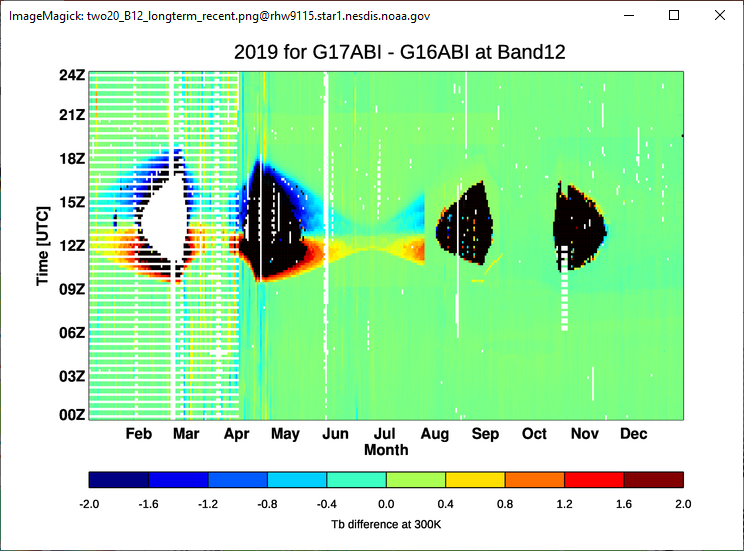 ImageMagick: two20_B12_longterm_recent.png@rhw9115.star1.nesdis.noaa.gov
2019 for G17ABI - G16ABI at Band12
24Z
21Z
18Z
15Z
12Z
09Z
06Z
03Z
00Z
Time [UTC]
Feb Mar Apr May Jun Jul Aug Sep Oct Nov Dec
Month
-2.0 -1.6 -1.2 -0.8 -0.4 0.0 0.4 0.8 1.2 1.6 2.0
Tb difference at 300K